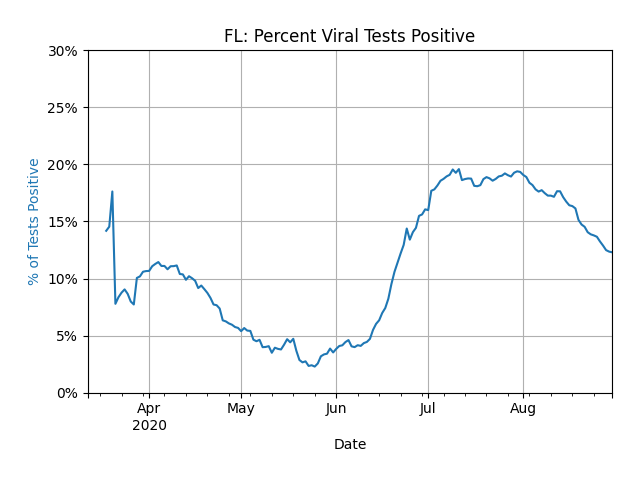 FL: Percent Viral Tests Positive
30%
25%
20%
15%
10%
5%
0%
% of Tests Positive
Apr
2020
May
Jun
Jul
Aug
Date